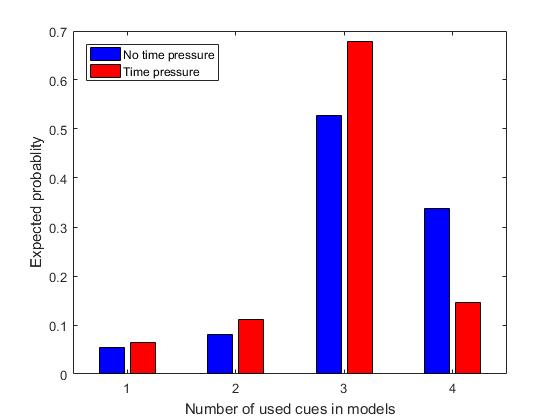 0.7
0.6
0.5
0.4
0.3
0.2
0.1
0
No time pressure
Time pressure
Expected probablity
1 2 3 4
Number of used cues in models